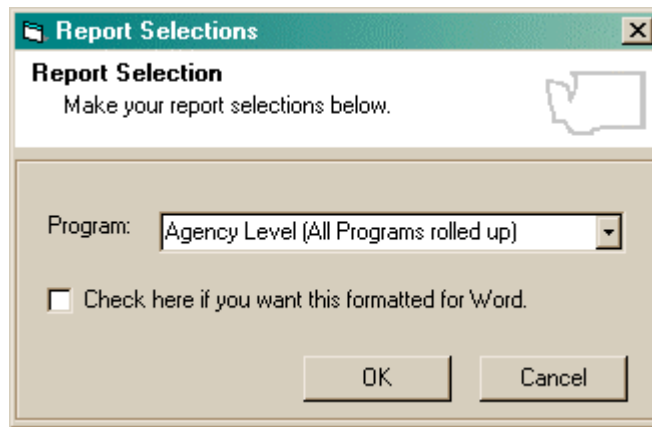 Report Selections
Report Selection
Make your report selections below.
Program: Agency Level (All Programs rolled up)
Check here if you want this formatted for Word.
OK Cancel